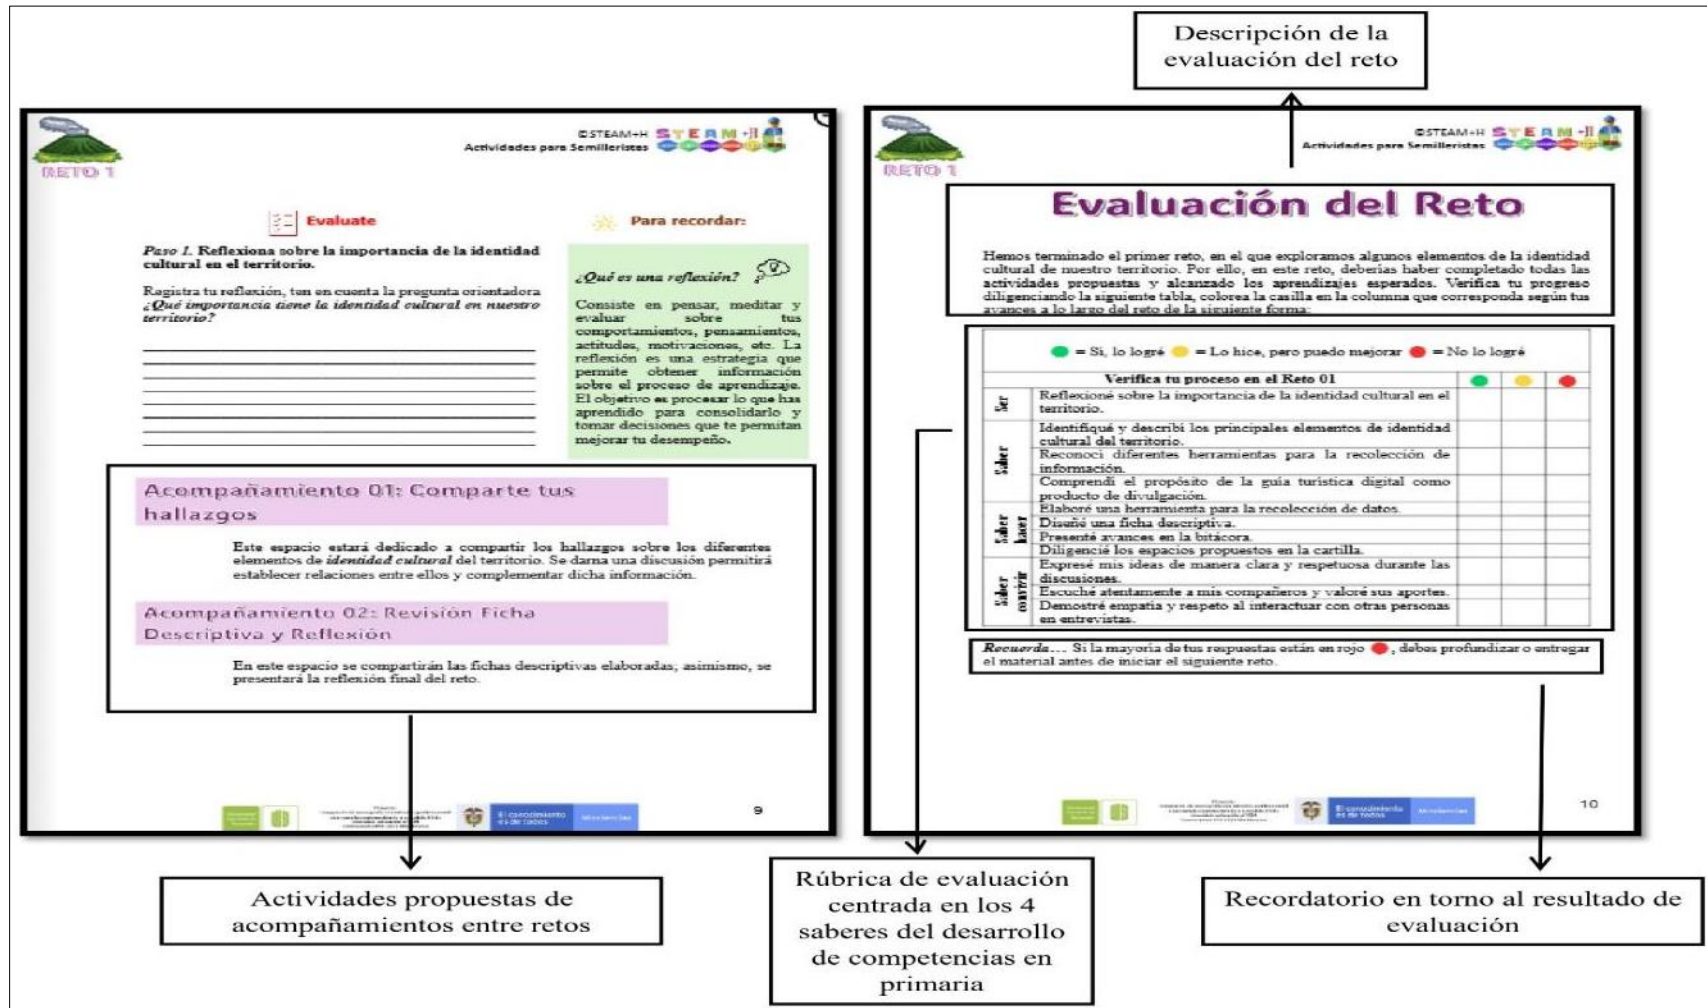 Descripción de la
evaluación del reto
RETO 1
©STEAM+H
Actividades para Semilleristas
STEAM+H
Evaluate
Paso 1. Reflexiona sobre la importancia de la identidad
cultural en el territorio.
Registra tu reflexión, ten en cuenta la pregunta orientadora
¿Qué importancia tiene la identidad cultural en nuestro
territorio?
Para recordar:
¿Qué es una reflexión?
Consiste en pensar, meditar y
evaluar sobre tus
comportamientos, pensamientos,
actitudes, motivaciones, etc. La
reflexión es una estrategia que
permite obtener información
sobre el proceso de aprendizaje.
El objetivo es procesar lo que has
aprendido para consolidarlo y
tomar decisiones que te permitan
mejorar tu desempeño.
Acompañamiento 01: Comparte tus
hallazgos
Este espacio estará dedicado a compartir los hallazgos sobre los diferentes
elementos de identidad cultural del territorio. Se dama una discusión permitirá
establecer relaciones entre ellos y complementar dicha información.
Acompañamiento 02: Revisión Ficha
Descriptiva y Reflexión
En este espacio se compartirán las fichas descriptivas elaboradas; asimismo, se
presentará la reflexión final del reto.
El conocimiento
es de todos
Minciencias
9
Actividades propuestas de
acompañamientos entre retos
RETO 1
©STEAM+H
Actividades para Semilleristas
STEAM+H
Evaluación del Reto
Hemos terminado el primer reto, en el que exploramos algunos elementos de la identidad
cultural de nuestro territorio. Por ello, en este reto, deberías haber completado todas las
actividades propuestas y alcanzado los aprendizajes esperados. Verifica tu progreso
diligenciando la siguiente tabla, colorea la casilla en la columna que corresponda según tus
avances a lo largo del reto de la siguiente forma:
= Si, lo logré = Lo hice, pero puedo mejorar = No lo logré
Verifica tu proceso en el Reto 01
Ser
Reflexioné sobre la importancia de la identidad cultural en el
territorio.
Saber
Identifiqué y describí los principales elementos de identidad
cultural del territorio.
Reconocí diferentes herramientas para la recolección de
información.
Comprendí el propósito de la guía turística digital como
producto de divulgación.
Saber
hacer
Elaboré una herramienta para la recolección de datos.
Diseñé una ficha descriptiva.
Presenté avances en la bitácora.
Diligencié los espacios propuestos en la cartilla.
Saber
convivir
Expresé mis ideas de manera clara y respetuosa durante las
discusiones.
Escuché atentamente a mis compañeros y valoré sus aportes.
Demostré empatía y respeto al interactuar con otras personas
en entrevistas.
Recuerda... Si la mayoría de tus respuestas están en rojo , debes profundizar o entregar
el material antes de iniciar el siguiente reto.
El conocimiento
es de todos
Minciencias
10
Rúbrica de evaluación
centrada en los 4
saberes del desarrollo
de competencias en
primaria
Recordatorio en torno al resultado de
evaluación